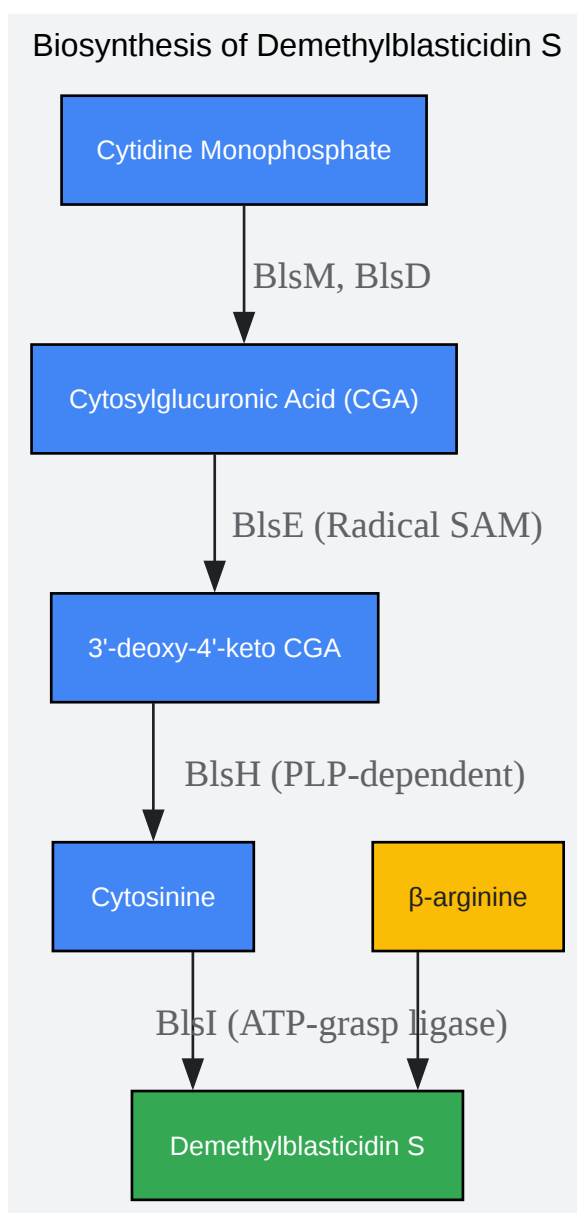 Biosynthesis of Demethylblasticidin S
Cytidine Monophosphate
BlsM, BlsD
Cytosylglucuronic Acid (CGA)
BlsE (Radical SAM)
3'-deoxy-4'-keto CGA
BlsH (PLP-dependent)
Cytosinine
β-arginine
BlsI (ATP-grasp ligase)
Demethylblasticidin S